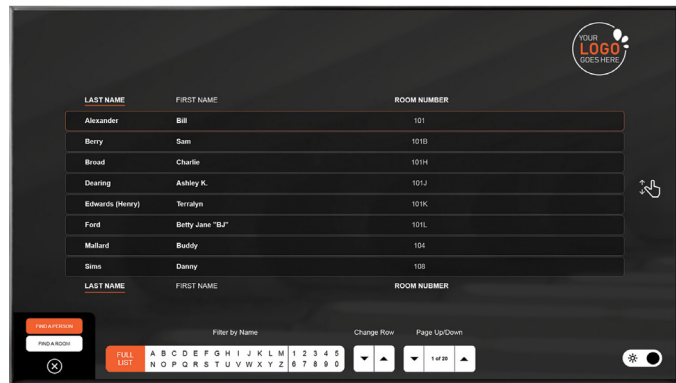 YOUR
LOGO
GOES HERE
LAST NAME FIRST NAME ROOM NUMBER
Alexander Bill 101
Berry Sam 101B
Broad Charlie 101H
Dearing Ashley K. 101J
Edwards (Henry) Terralyn 101K
Ford Betty Jane "BJ" 101L
Mallard Buddy 104
Sims Danny 108
LAST NAME FIRST NAME ROOM NUBMER
FIND A PERSON
FIND A ROOM
Filter by Name Change Row Page Up/Down
FULL
LIST
A B C D E F G H I J K L M 1 2 3 4 5
N O P Q R S T U V W X Y Z 6 7 8 9 0
1 of 20